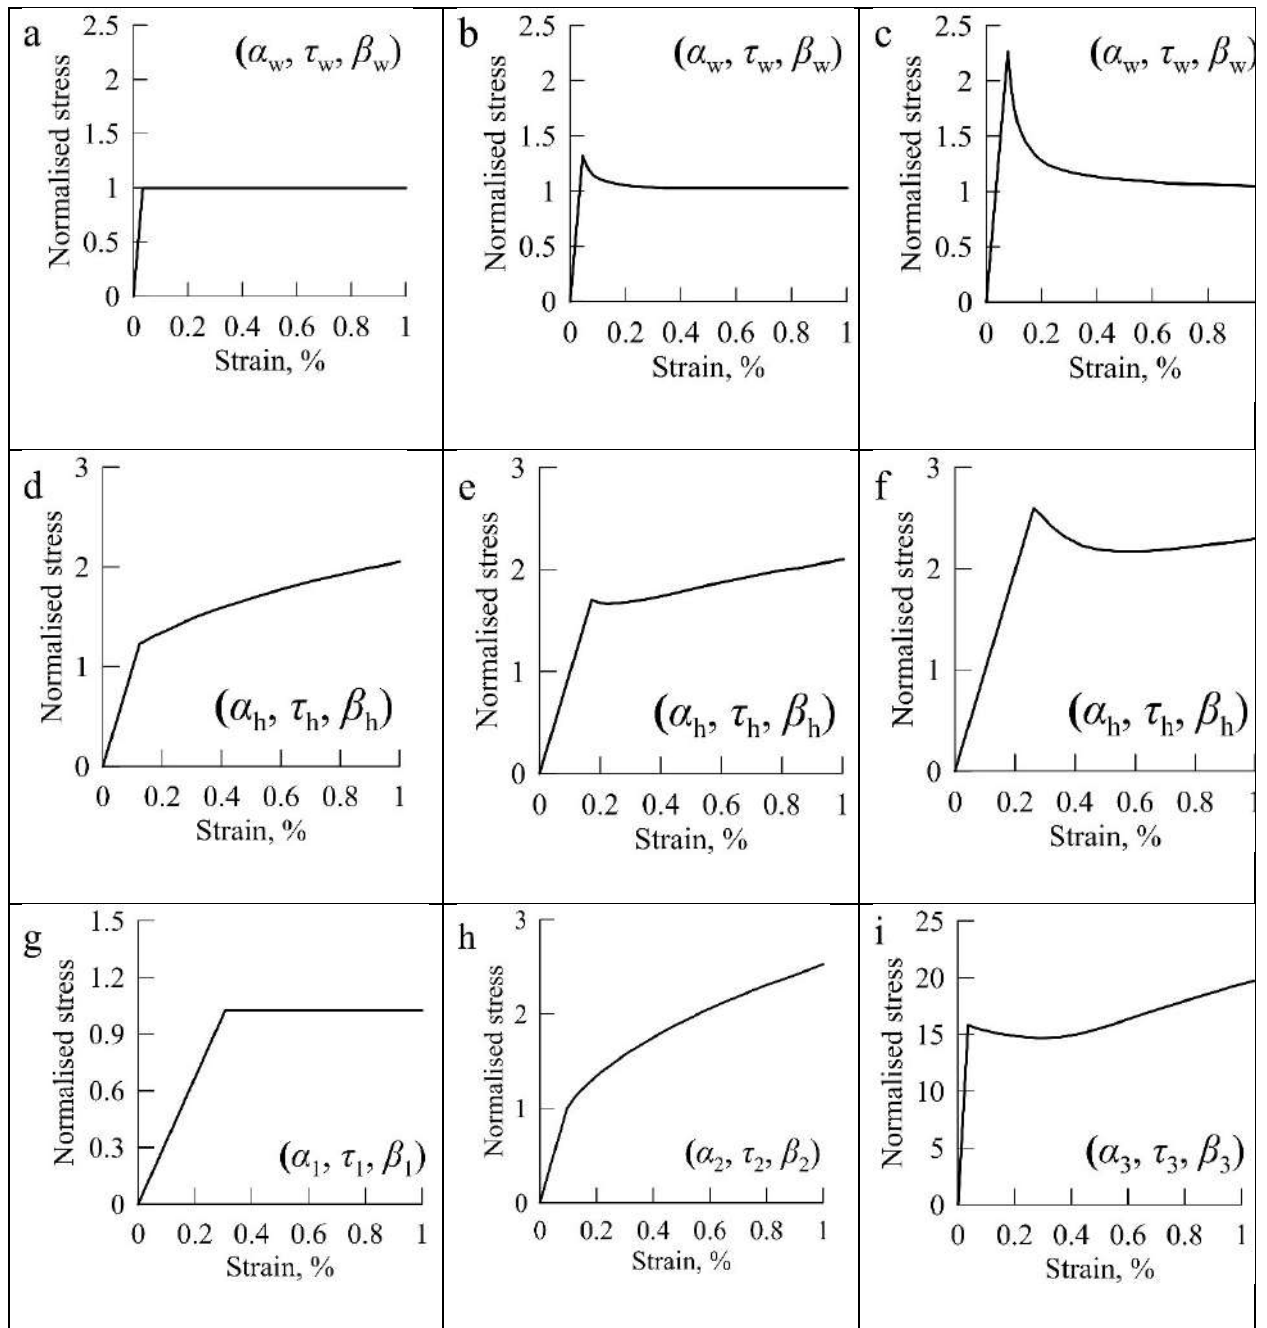 a
(αw, τw, βw)
Normalised stress
2.5
2
1.5
1
0.5
0
0 0.2 0.4 0.6 0.8 1
Strain, %
b
(αw, τw, βw)
Normalised stress
2.5
2
1.5
1
0.5
0
0 0.2 0.4 0.6 0.8 1
Strain, %
c
(αw, τw, βw)
Normalised stress
2.5
2
1.5
1
0.5
0
0 0.2 0.4 0.6 0.8
Strain, %
d
Normalised stress
3
2
1
0
(αh, τh, βh)
0 0.2 0.4 0.6 0.8 1
Strain, %
e
Normalised stress
3
2
1
0
(αh, τh, βh)
0 0.2 0.4 0.6 0.8 1
Strain, %
f
Normalised stress
3
2
1
0
(αh, τh, βh)
0 0.2 0.4 0.6 0.8 1
Strain, %
g
Normalised stress
1.5
1.2
0.9
0.6
0.3
0
(α1, τ1, β1)
0 0.2 0.4 0.6 0.8 1
Strain, %
h
Normalised stress
3
2
1
0
(α2, τ2, β2)
0 0.2 0.4 0.6 0.8 1
Strain, %
i
Normalised stress
25
20
15
10
5
0
(α3, τ3, β3)
0 0.2 0.4 0.6 0.8 1
Strain, %